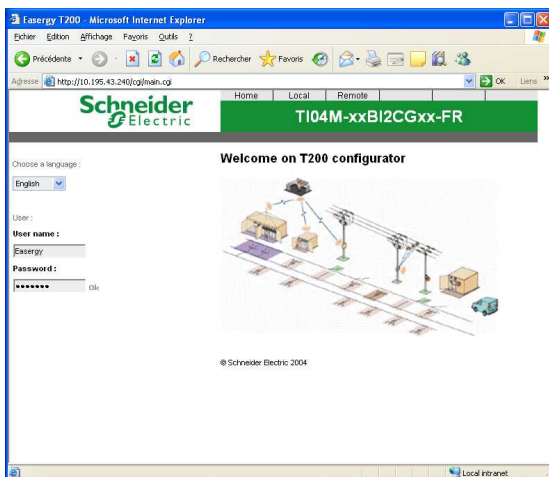 Easergy T200 - Microsoft Internet Explorer
Fichier Edition Affichage Favoris Outils ?
Précédente Rechercher Favoris
Adresse http://10.195.43.240/cgi/main.cgi OK Liens »
Home Local Remote
Schneider Electric
TI04M-xxBI2CGxx-FR
Welcome on T200 configurator
Choose a language :
English
User :
User name :
Easergy
Password :
••••••• Ok
© Schneider Electric 2004
Local intranet